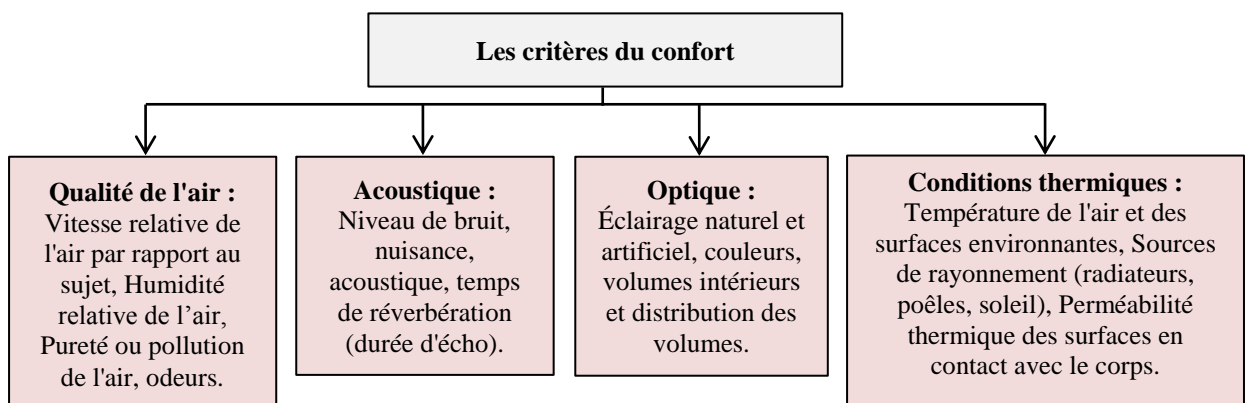 Les critères du confort
Qualité de l'air :
Vitesse relative de
l'air par rapport au
sujet, Humidité
relative de l’air,
Pureté ou pollution
de l'air, odeurs.
Acoustique :
Niveau de bruit,
nuisance,
acoustique, temps
de réverbération
(durée d'écho).
Optique :
Éclairage naturel et
artificiel, couleurs,
volumes intérieurs
et distribution des
volumes.
Conditions thermiques :
Température de l'air et des
surfaces environnantes, Sources
de rayonnement (radiateurs,
poêles, soleil), Perméabilité
thermique des surfaces en
contact avec le corps.